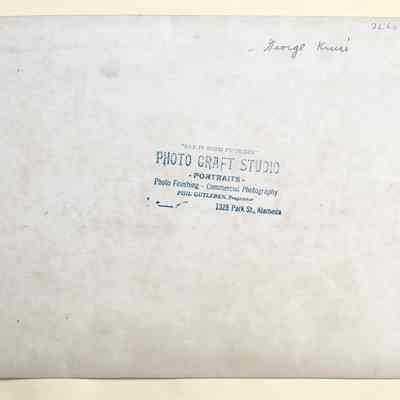 George Kruse
"SAY IT WITH PICTURES"
PHOTO CRAFT STUDIO
- PORTRAITS -
Photo Finishing - Commercial Photography
PHIL GUTLEBEN, Proprietor
1328 Park St., Alameda